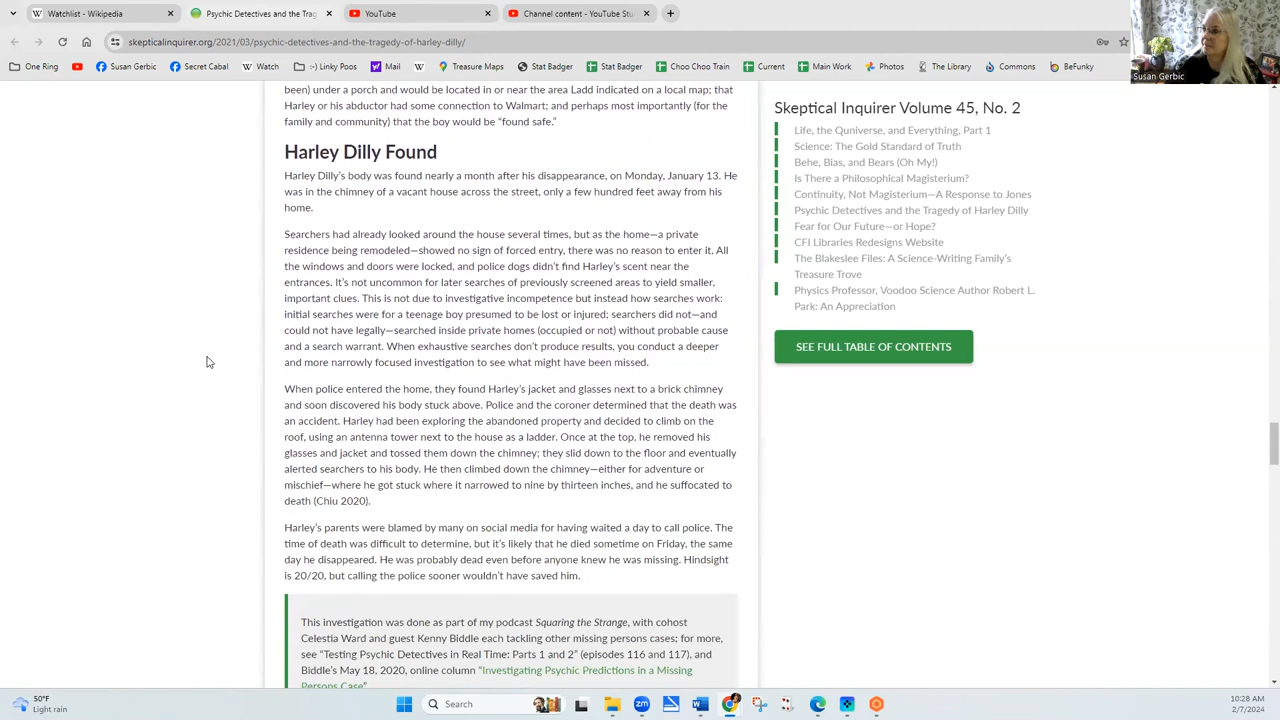 Watchlist - Wikipedia
Psychic Detectives and the Trag
YouTube
Channel content - YouTube Stu
skepticalinquirer.org/2021/03/psychic-detectives-and-the-tragedy-of-harley-dilly/
One Ring
Susan Gerbic
Secret Cabal
Watch
:-) Linky Poos
Mail
Treasure Maps
Stat Badger
Stat Badger
Choo Choo Train
Current
Main Work
Photos
The Library
Commons
BeFunky
Susan Gerbic
been) under a porch and would be located in or near the area Ladd indicated on a local map; that
Harley or his abductor had some connection to Walmart; and perhaps most importantly (for the
family and community) that the boy would be “found safe.”
Harley Dilly Found
Harley Dilly’s body was found nearly a month after his disappearance, on Monday, January 13. He
was in the chimney of a vacant house across the street, only a few hundred feet away from his
home.
Searchers had already looked around the house several times, but as the home—a private
residence being remodeled—showed no sign of forced entry, there was no reason to enter it. All
the windows and doors were locked, and police dogs didn’t find Harley’s scent near the
entrances. It’s not uncommon for later searches of previously screened areas to yield smaller,
important clues. This is not due to investigative incompetence but instead how searches work:
initial searches were for a teenage boy presumed to be lost or injured; searchers did not—and
could not have legally—searched inside private homes (occupied or not) without probable cause
and a search warrant. When exhaustive searches don’t produce results, you conduct a deeper
and more narrowly focused investigation to see what might have been missed.
When police entered the home, they found Harley’s jacket and glasses next to a brick chimney
and soon discovered his body stuck above. Police and the coroner determined that the death was
an accident. Harley had been exploring the abandoned property and decided to climb on the
roof, using an antenna tower next to the house as a ladder. Once at the top, he removed his
glasses and jacket and tossed them down the chimney; they slid down to the floor and eventually
alerted searchers to his body. He then climbed down the chimney—either for adventure or
mischief—where he got stuck where it narrowed to nine by thirteen inches, and he suffocated to
death (Chiu 2020).
Harley’s parents were blamed by many on social media for having waited a day to call police. The
time of death was difficult to determine, but it’s likely that he died sometime on Friday, the same
day he disappeared. He was probably dead even before anyone knew he was missing. Hindsight
is 20/20, but calling the police sooner wouldn’t have saved him.
This investigation was done as part of my podcast Squaring the Strange, with cohost
Celestia Ward and guest Kenny Biddle each tackling other missing persons cases; for more,
see “Testing Psychic Detectives in Real Time: Parts 1 and 2” (episodes 116 and 117), and
Biddle’s May 18, 2020, online column “Investigating Psychic Predictions in a Missing
Persons Case”
Skeptical Inquirer Volume 45, No. 2
Life, the Quniverse, and Everything, Part 1
Science: The Gold Standard of Truth
Behe, Bias, and Bears (Oh My!)
Is There a Philosophical Magisterium?
Continuity, Not Magisterium—A Response to Jones
Psychic Detectives and the Tragedy of Harley Dilly
Fear for Our Future—or Hope?
CFI Libraries Redesigns Website
The Blakeslee Files: A Science-Writing Family’s
Treasure Trove
Physics Professor, Voodoo Science Author Robert L.
Park: An Appreciation
SEE FULL TABLE OF CONTENTS
50°F
Light rain
Search
10:28 AM
2/7/2024